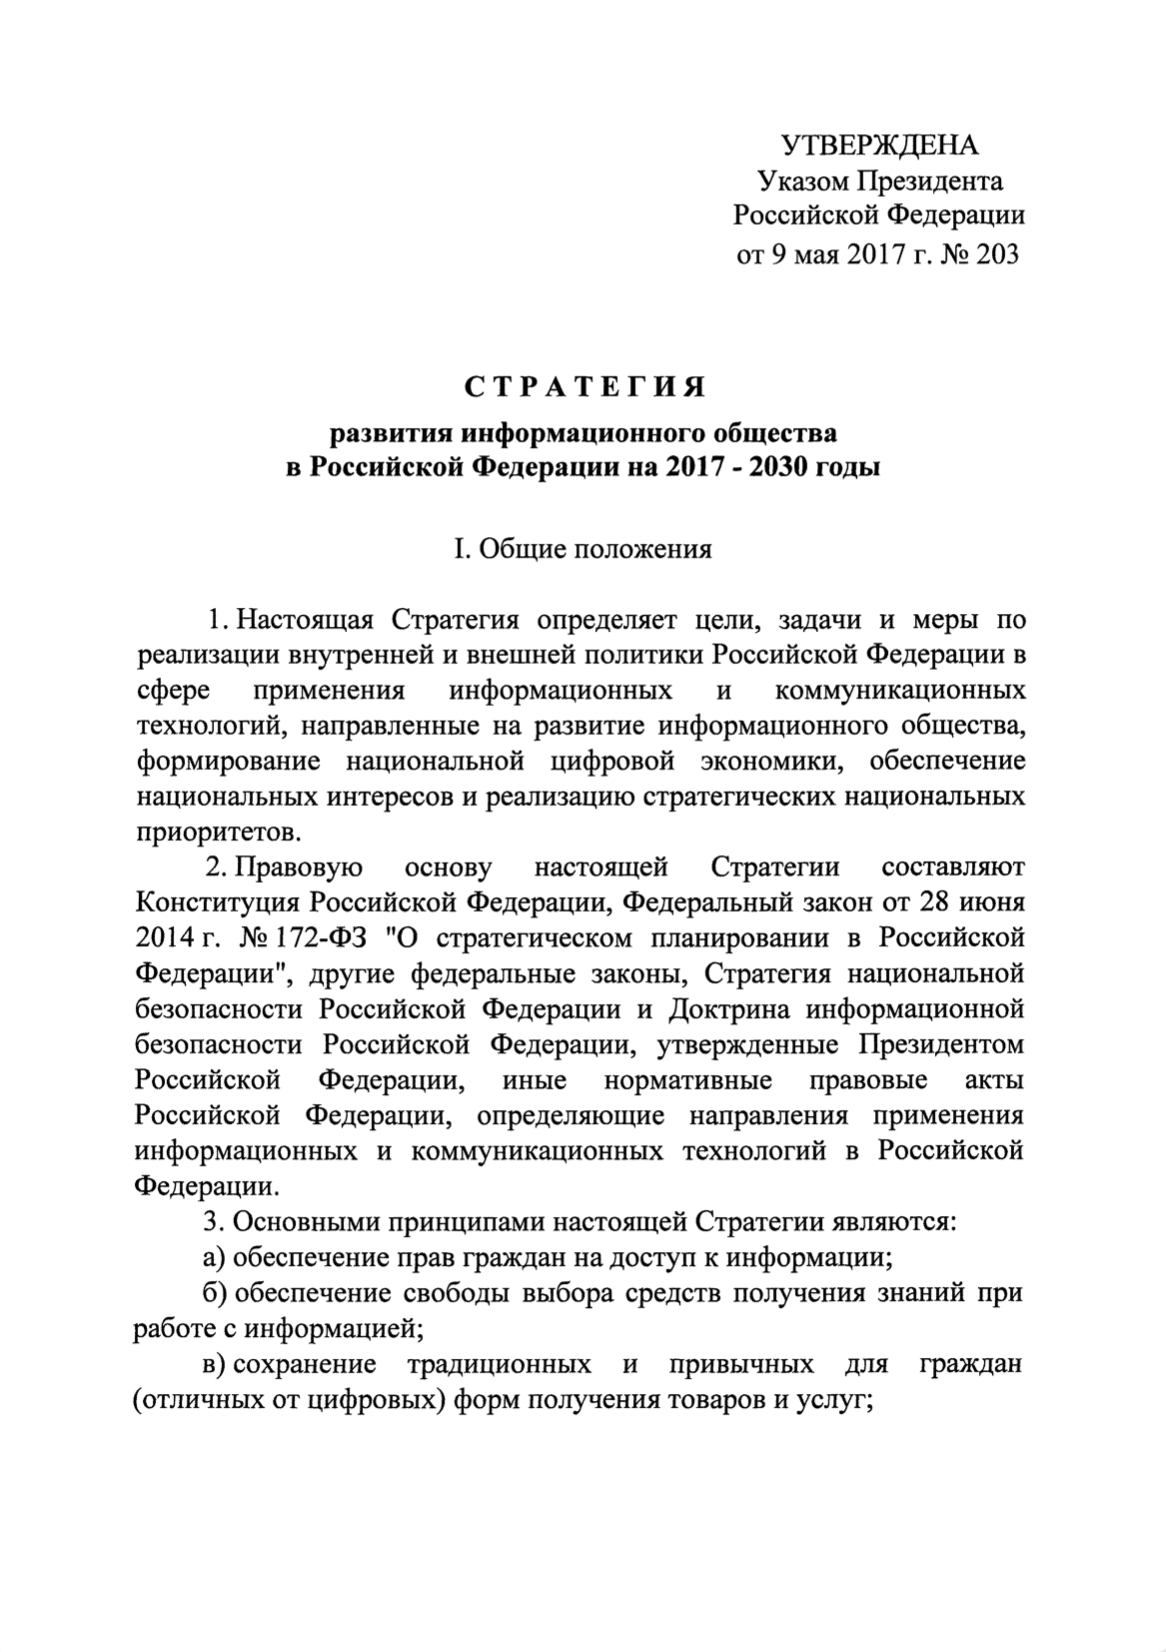 УТВЕРЖДЕНА
Указом Президента
Российской Федерации
от 9 мая 2017 г. № 203
С Т Р А Т Е Г И Я
развития информационного общества
в Российской Федерации на 2017 - 2030 годы
I. Общие положения
1. Настоящая Стратегия определяет цели, задачи и меры по
реализации внутренней и внешней политики Российской Федерации в
сфере применения информационных и коммуникационных
технологий, направленные на развитие информационного общества,
формирование национальной цифровой экономики, обеспечение
национальных интересов и реализацию стратегических национальных
приоритетов.
2. Правовую основу настоящей Стратегии составляют
Конституция Российской Федерации, Федеральный закон от 28 июня
2014 г. № 172-ФЗ "О стратегическом планировании в Российской
Федерации", другие федеральные законы, Стратегия национальной
безопасности Российской Федерации и Доктрина информационной
безопасности Российской Федерации, утвержденные Президентом
Российской Федерации, иные нормативные правовые акты
Российской Федерации, определяющие направления применения
информационных и коммуникационных технологий в Российской
Федерации.
3. Основными принципами настоящей Стратегии являются:
а) обеспечение прав граждан на доступ к информации;
б) обеспечение свободы выбора средств получения знаний при
работе с информацией;
в) сохранение традиционных и привычных для граждан
(отличных от цифровых) форм получения товаров и услуг;